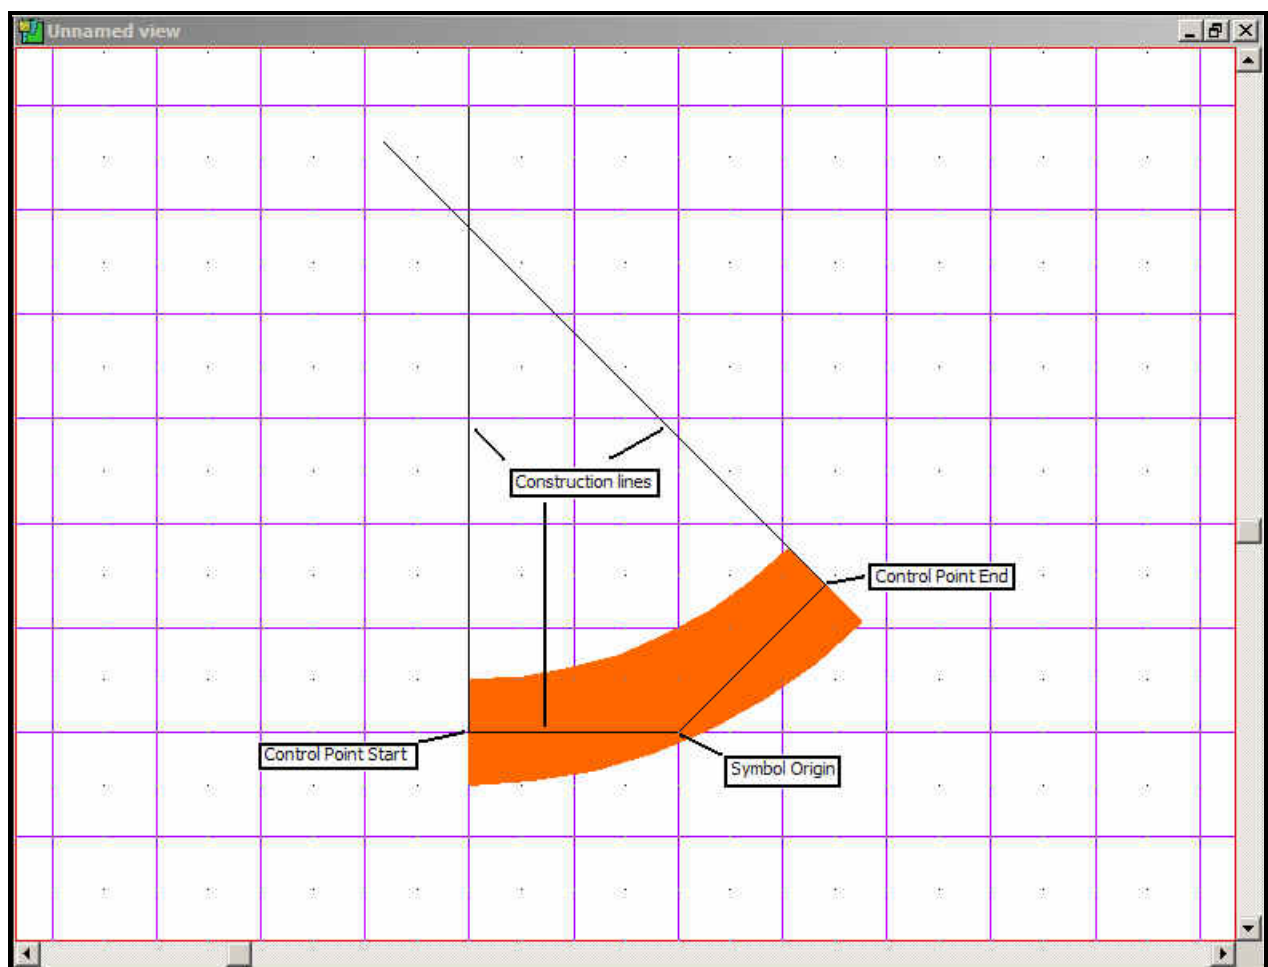 Unnamed view
Construction lines
Control Point End
Control Point Start
Symbol Origin